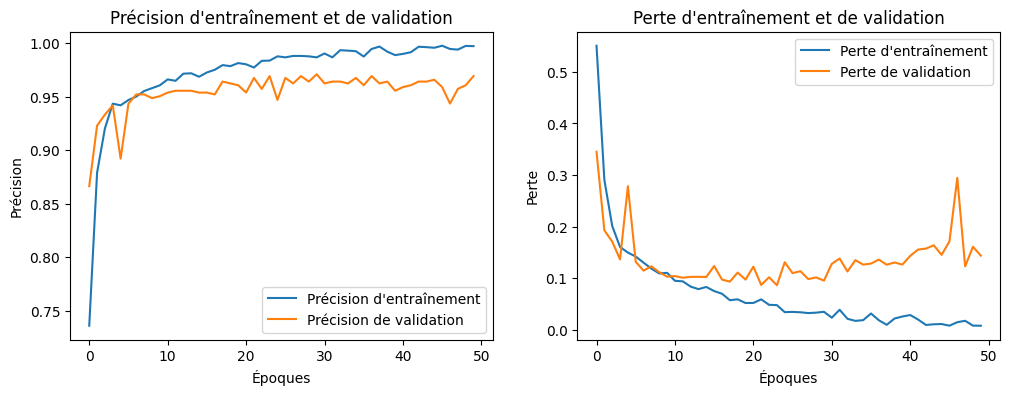 Précision d'entraînement et de validation
1.00
0.95
0.90
0.85
0.80
0.75
Précision
0 10 20 30 40 50
Époques
Précision d'entraînement
Précision de validation
Perte d'entraînement et de validation
0.5
0.4
0.3
0.2
0.1
0.0
Perte
0 10 20 30 40 50
Époques
Perte d'entraînement
Perte de validation